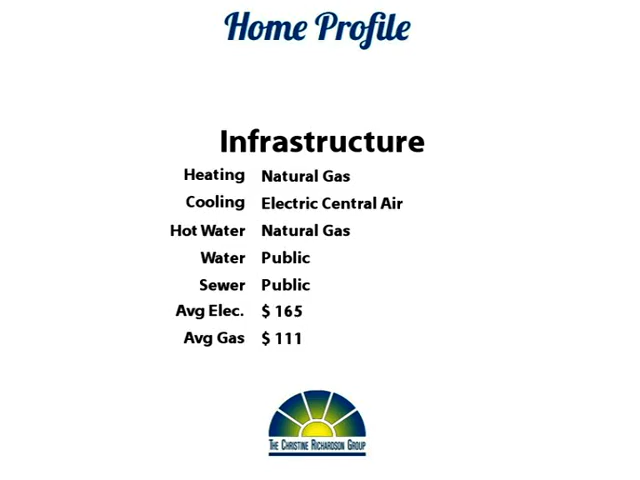 Home Profile
Infrastructure
Heating Natural Gas
Cooling Electric Central Air
Hot Water Natural Gas
Water Public
Sewer Public
Avg Elec. $ 165
Avg Gas $ 111
The Christine Richardson Group